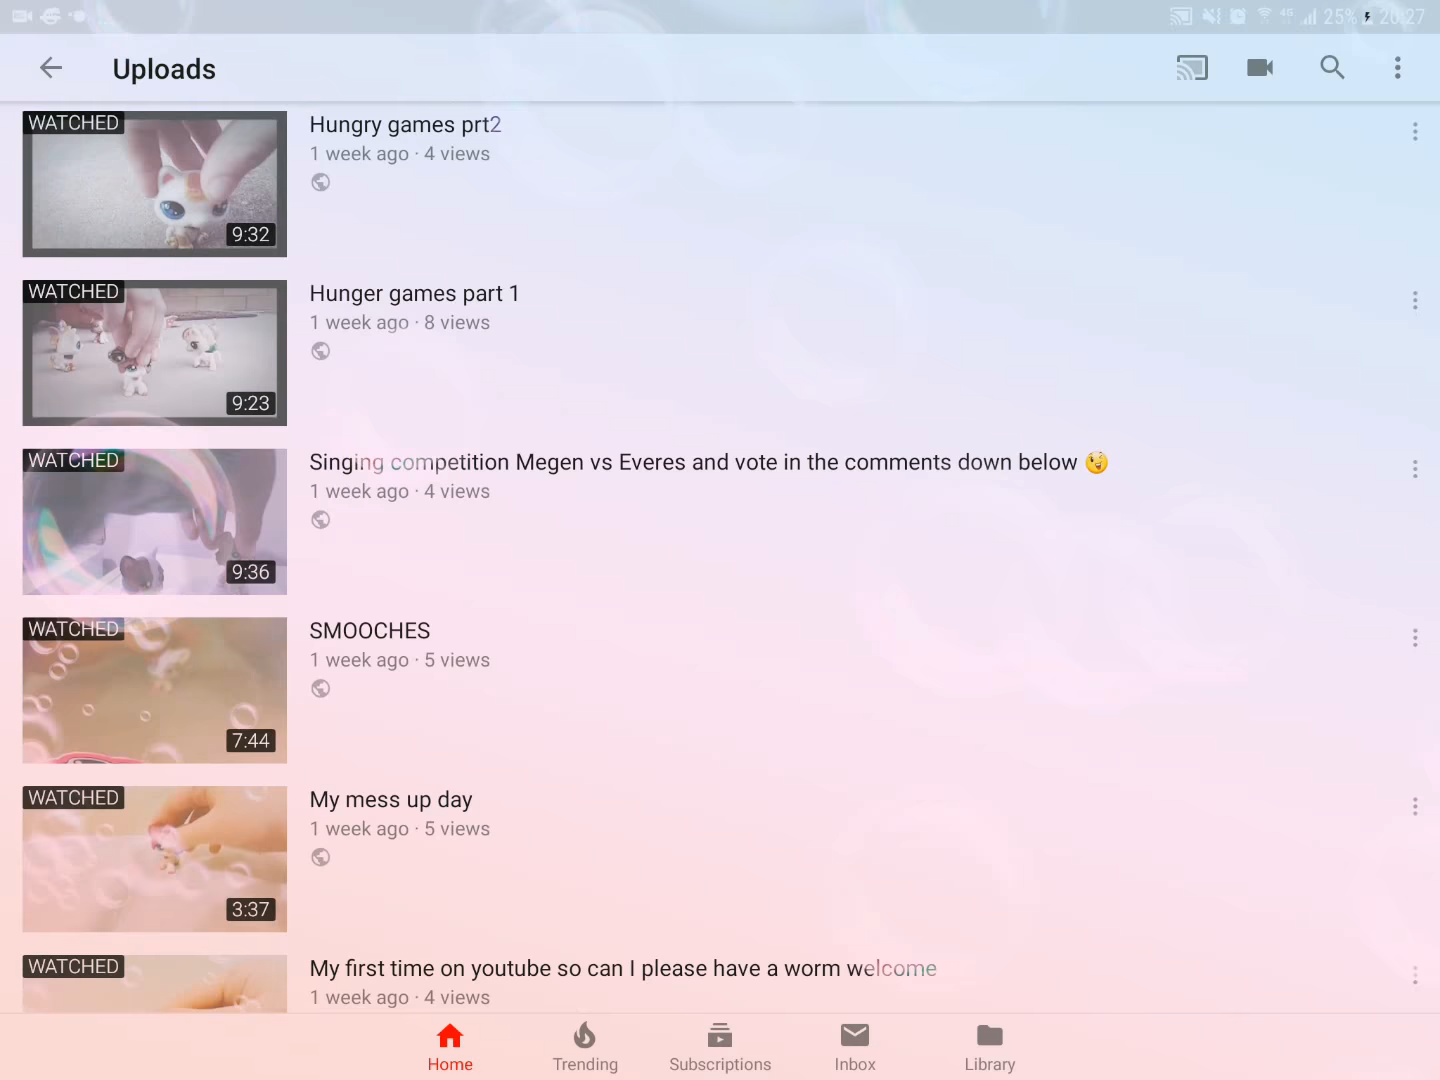 4G 25% 20:27
Uploads
WATCHED
9:32
Hungry games prt2
1 week ago · 4 views
WATCHED
9:23
Hunger games part 1
1 week ago · 8 views
WATCHED
9:36
Singing competition Megen vs Everes and vote in the comments down below 😜
1 week ago · 4 views
WATCHED
7:44
SMOOCHES
1 week ago · 5 views
WATCHED
3:37
My mess up day
1 week ago · 5 views
WATCHED
My first time on youtube so can I please have a worm welcome
1 week ago · 4 views
Home Trending Subscriptions Inbox Library